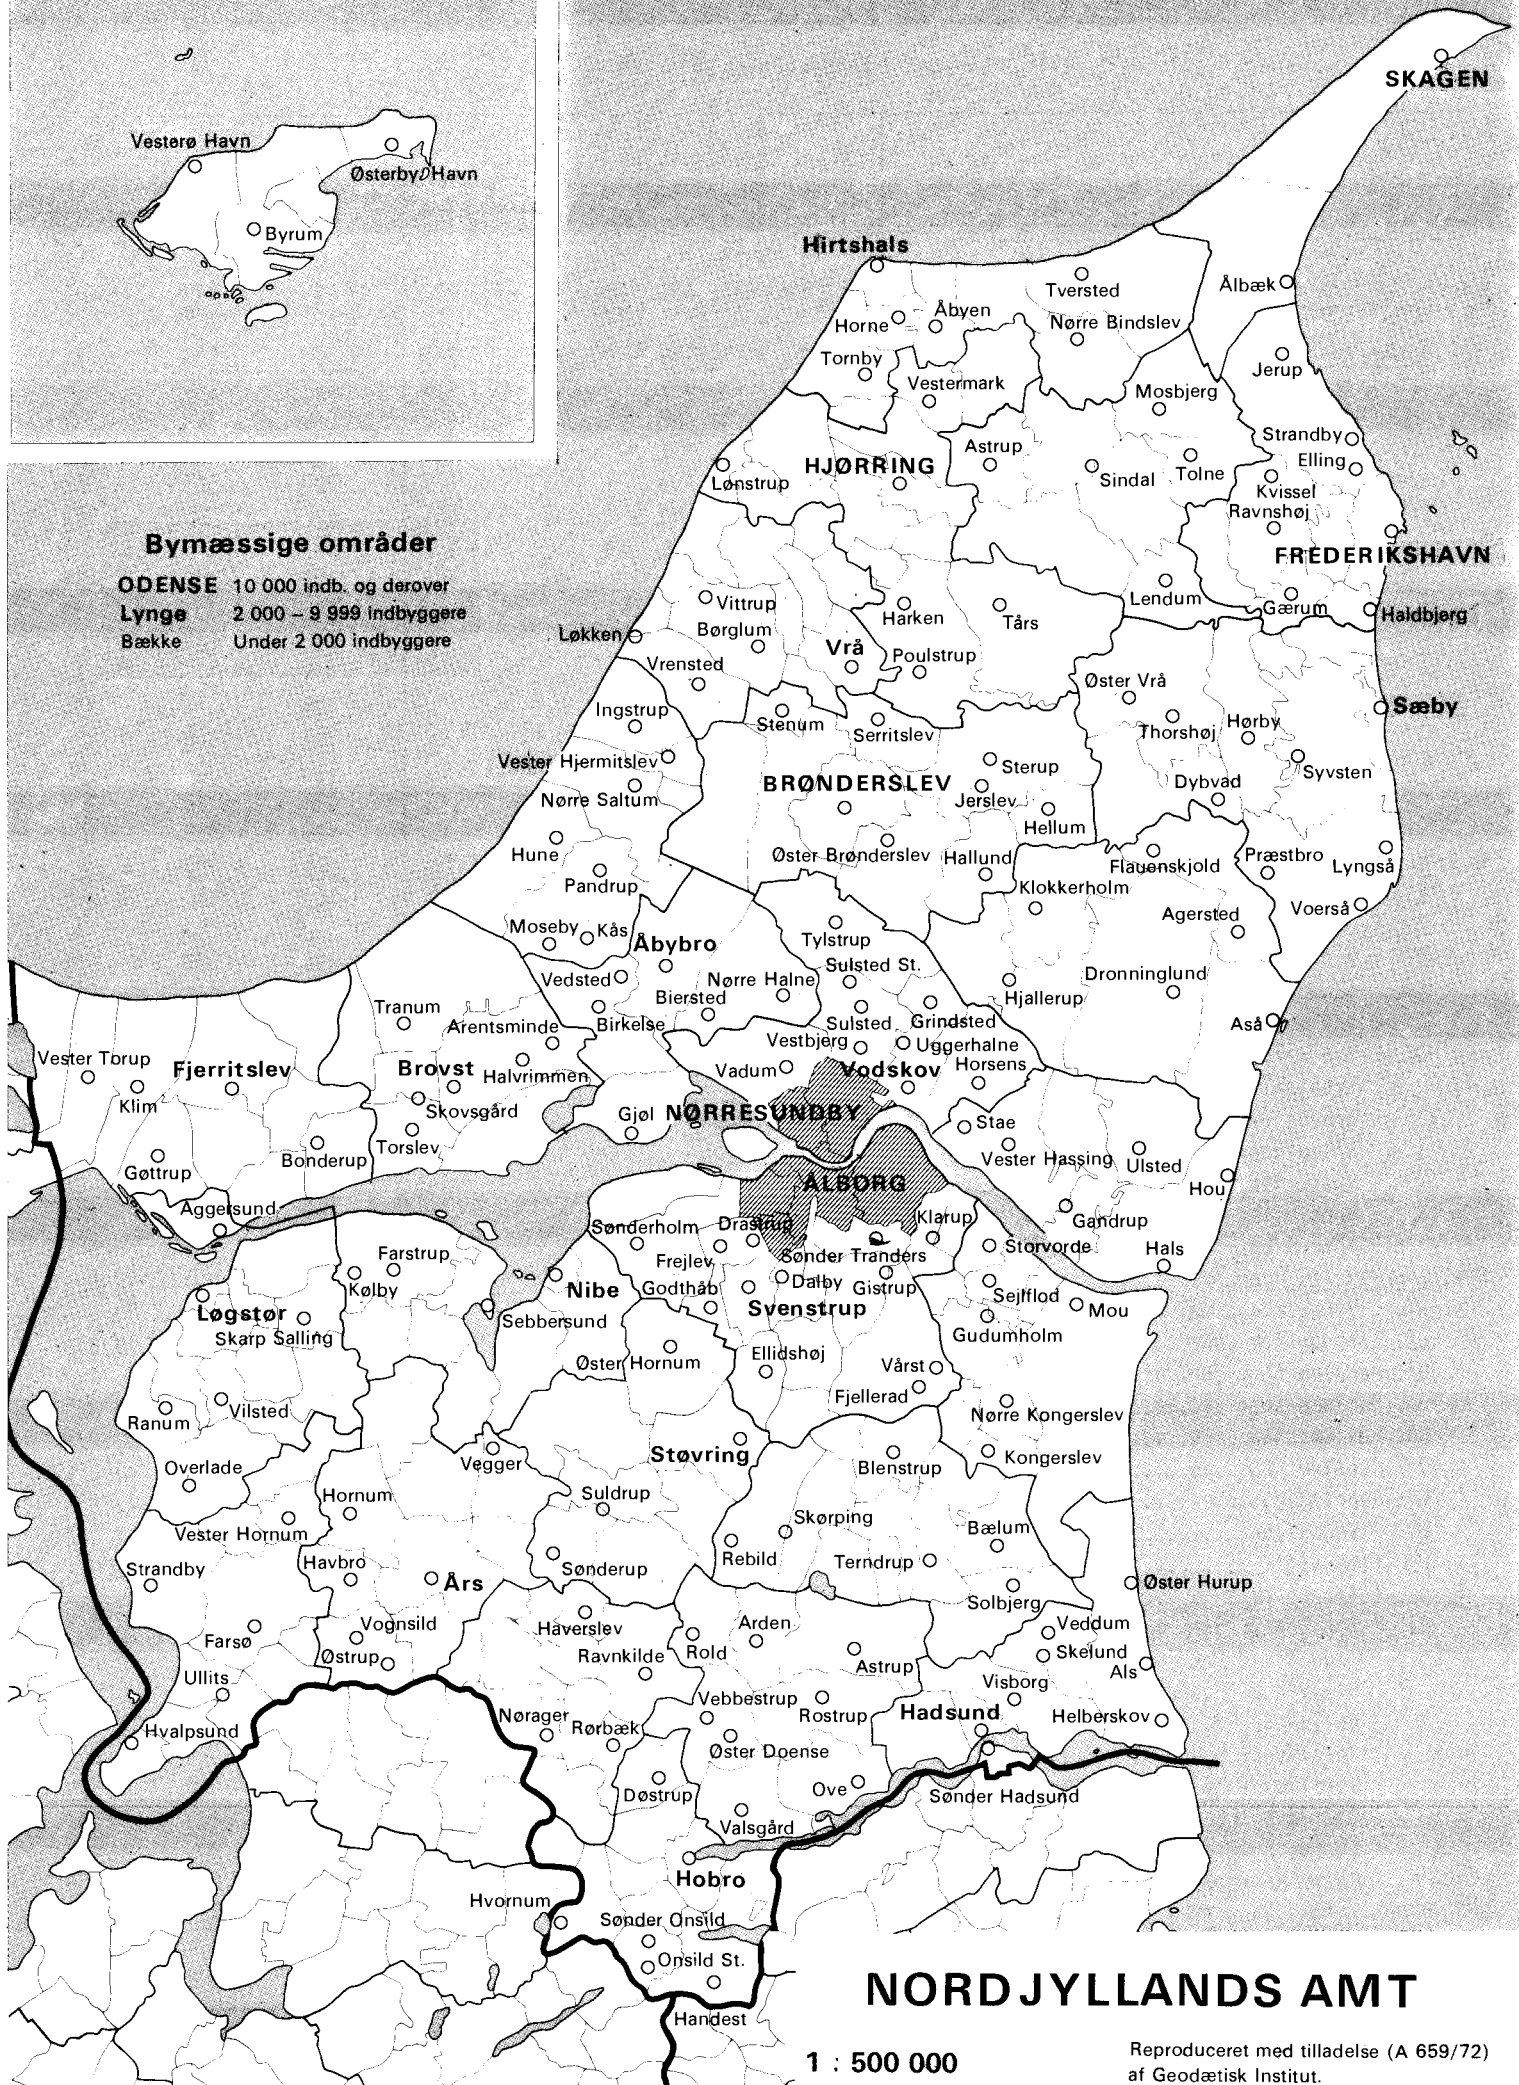 SKAGEN
Vesterø Havn
Østerby Havn
Byrum
Hirtshals
Tversted
Ålbæk
Åbyen
Horne
Nørre Bindslev
Tornby
Jerup
Vestermark
Mosbjerg
Strandby
Astrup
HJØRRING
Elling
Tolne
Sindal
Lønstrup
Kvissel
Ravnshøj
FREDERIKSHAVN
Bymæssige områder
ODENSE 10 000 indb. og derover
Lynge 2 000 – 9 999 indbyggere
Bække Under 2 000 indbyggere
Lendum
Gærum
Haldbjerg
Vittrup
Harken
Tårs
Børglum
Løkken
Vrå
Poulstrup
Vrensted
Øster Vrå
Sæby
Ingstrup
Stenum
Serritslev
Thorshøj
Hørby
Vester Hjermitslev
Sterup
Syvsten
BRØNDERSLEV
Dybvad
Nørre Saltum
Jerslev
Hellum
Hune
Øster Brønderslev
Hallund
Flauenskjold
Præstbro
Lyngså
Pandrup
Klokkerholm
Agersted
Voerså
Moseby
Kås
Åbybro
Tylstrup
Sulsted St.
Vedsted
Nørre Halne
Dronninglund
Biersted
Hjallerup
Tranum
Arentsminde
Birkelse
Sulsted
Grindsted
Aså
Vestbjerg
Uggerhalne
Vester Torup
Fjerritslev
Brovst
Halvrimmen
Vadum
Vodskov
Horsens
Klim
Skovsgård
Gjøl
NØRRESUNDBY
Stae
Torslev
Bonderup
Gøttrup
Vester Hassing
Ulsted
ÅLBORG
Hou
Aggersund
Sønderholm
Drastrup
Klarup
Gandrup
Farstrup
Frejlev
Sønder Tranders
Storvorde
Hals
Kølby
Nibe
Godthåb
Dalby
Gistrup
Sejlflod
Mou
Løgstør
Sebbersund
Svenstrup
Skarp Salling
Gudumholm
Øster Hornum
Ellidshøj
Vårst
Fjellerad
Ranum
Vilsted
Nørre Kongerslev
Støvring
Overlade
Vegger
Blenstrup
Kongerslev
Hornum
Suldrup
Skørping
Vester Hornum
Bælum
Strandby
Havbro
Sønderup
Rebild
Terndrup
Års
Øster Hurup
Solbjerg
Vognsild
Haverslev
Arden
Veddum
Farsø
Østrup
Ravnkilde
Rold
Astrup
Skelund
Als
Ullits
Visborg
Vebbestrup
Rostrup
Hadsund
Helberskov
Hvalpsund
Nørager
Rørbæk
Øster Doense
Døstrup
Ove
Sønder Hadsund
Valsgård
Hobro
Hvornum
Sønder Onsild
Onsild St.
Handest
NORDJYLLANDS AMT
1 : 500 000
Reproduceret med tilladelse (A 659/72)
af Geodætisk Institut.